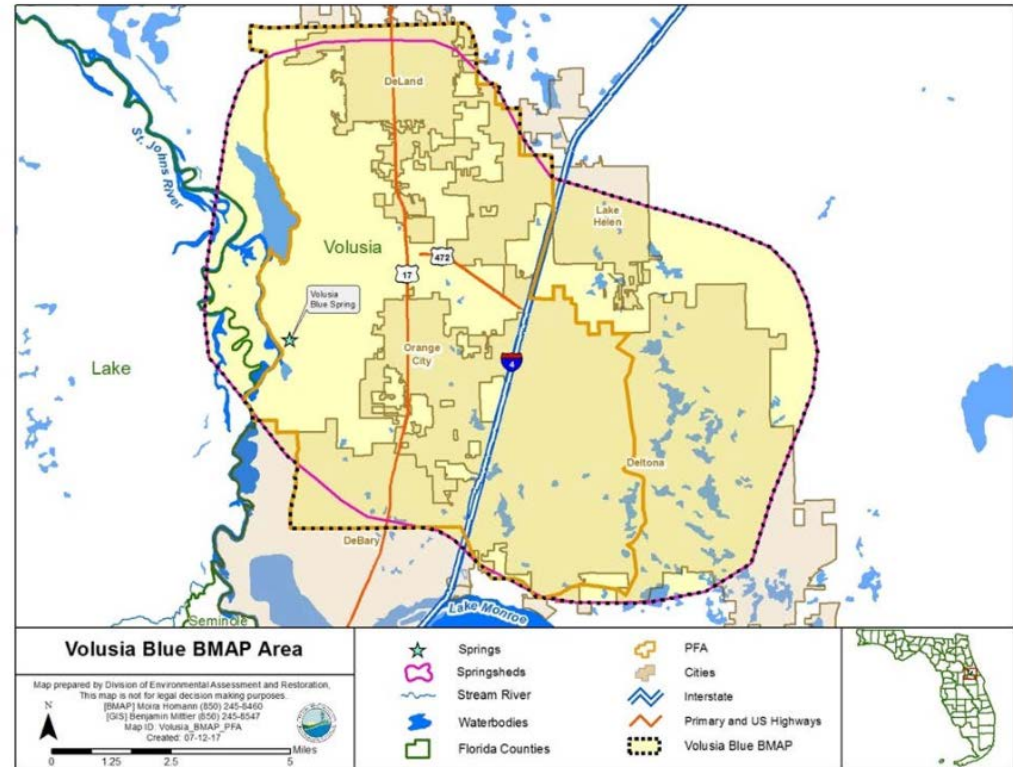 DeLand
St. Johns River
Lake
Helen
Volusia
472
17
Volusia
Blue Spring
Orange
City
4
Lake
Deltona
DeBary
Lake Monroe
Seminole
Volusia Blue BMAP Area
Map prepared by Division of Environmental Assessment and Restoration.
This map is not for legal decision making purposes.
[BMAP] Moira Homann (850) 245-8460
[GIS] Benjamin Mittler (850) 245-8547
Map ID: Volusia_BMAP_PFA
Created: 07-12-17
N
Miles
0 1.25 2.5 5
Springs
Springsheds
Stream River
Waterbodies
Florida Counties
PFA
Cities
Interstate
Primary and US Highways
Volusia Blue BMAP